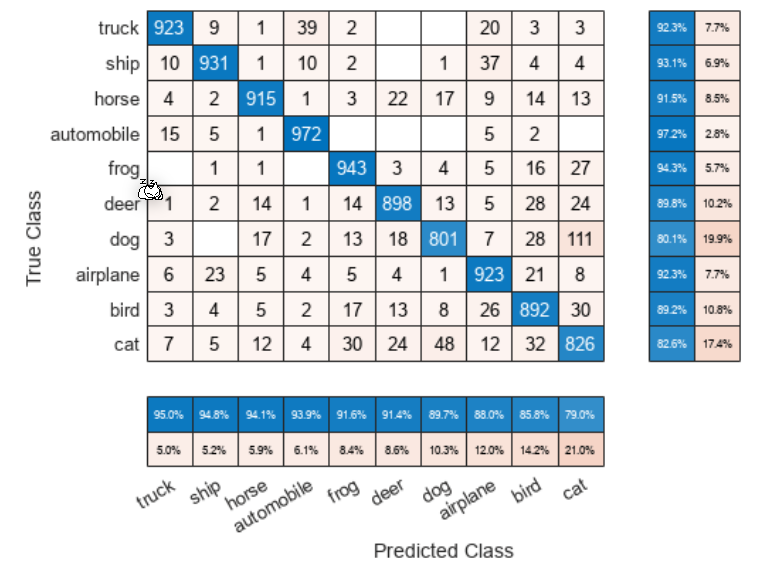 truck 923 9 1 39 2 20 3 3 92.3% 7.7%
ship 10 931 1 10 2 1 37 4 4 93.1% 6.9%
horse 4 2 915 1 3 22 17 9 14 13 91.5% 8.5%
automobile 15 5 1 972 5 2 97.2% 2.8%
frog 1 1 943 3 4 5 16 27 94.3% 5.7%
deer 1 2 14 1 14 898 13 5 28 24 89.8% 10.2%
dog 3 17 2 13 18 801 7 28 111 80.1% 19.9%
airplane 6 23 5 4 5 4 1 923 21 8 92.3% 7.7%
bird 3 4 5 2 17 13 8 26 892 30 89.2% 10.8%
cat 7 5 12 4 30 24 48 12 32 826 82.6% 17.4%
True Class
95.0% 94.8% 94.1% 93.9% 91.6% 91.4% 89.7% 88.0% 85.8% 79.0%
5.0% 5.2% 5.9% 6.1% 8.4% 8.6% 10.3% 12.0% 14.2% 21.0%
truck ship horse automobile frog deer dog airplane bird cat
Predicted Class